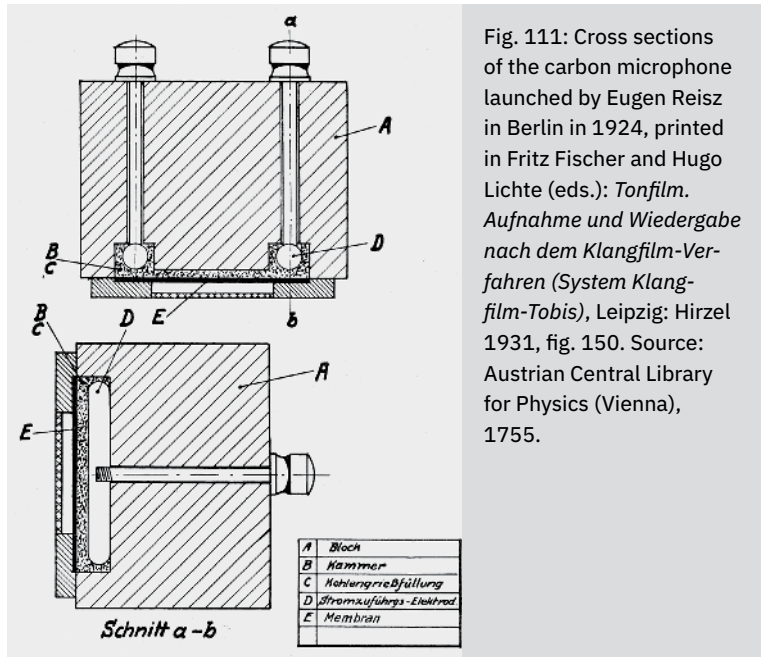 a
A
D
B
C
E
b
B
C
D
A
E
Schnitt a-b
A Bloch
B Kammer
C Kohlengrießfüllung
D Stromzuführgs-Elektrod.
E Membran
Fig. 111: Cross sections
of the carbon microphone
launched by Eugen Reisz
in Berlin in 1924, printed
in Fritz Fischer and Hugo
Lichte (eds.): Tonfilm.
Aufnahme und Wiedergabe
nach dem Klangfilm-Ver-
fahren (System Klang-
film-Tobis), Leipzig: Hirzel
1931, fig. 150. Source:
Austrian Central Library
for Physics (Vienna),
1755.